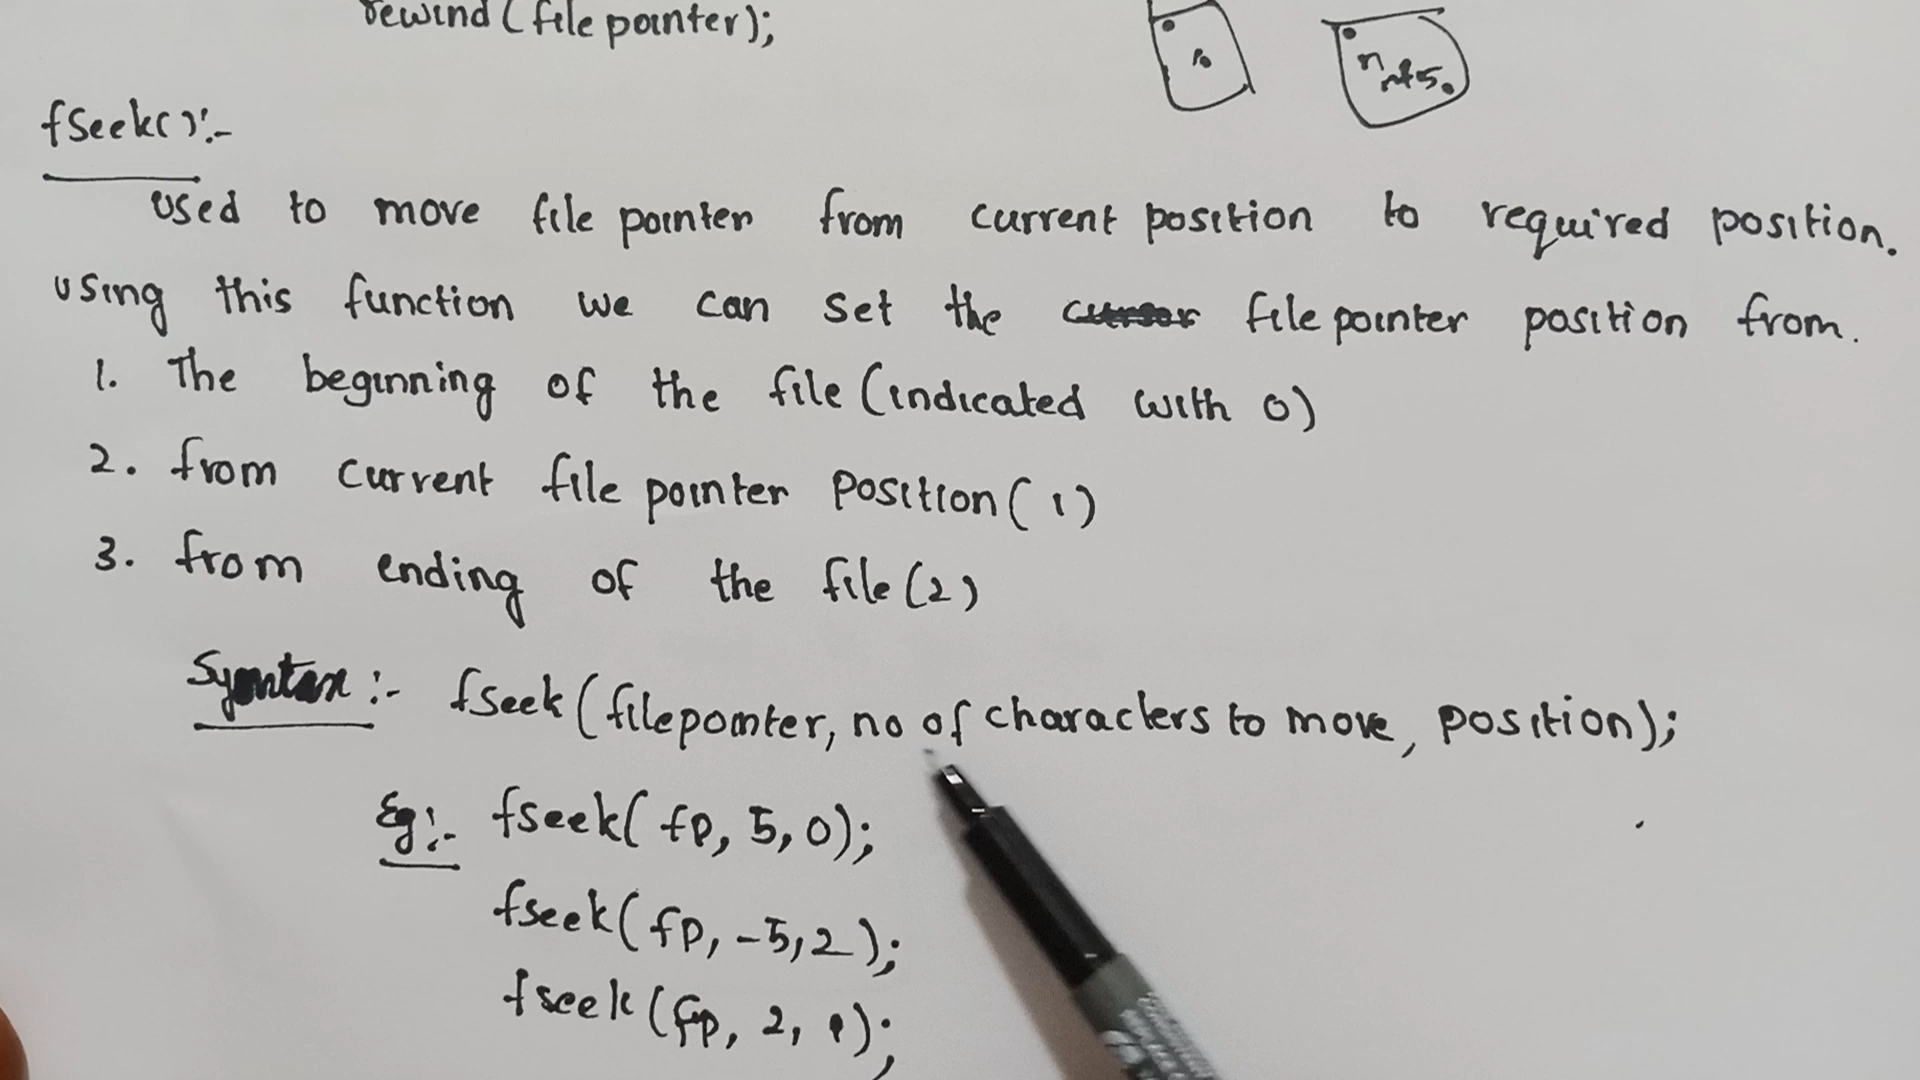 rewind(filepointer);
10
fseek():-
used to move file pointer from current position to required position.
using this function we can set the cursor file pointer position from.
1. The beginning of the file (indicated with 0)
2. from current file pointer position(1)
3. from ending of the file(2)
Syntax:- fseek(filepointer, no of characters to move, position);
Eg:- fseek(fp, 5, 0);
fseek(fp, -5, 2);
fseek(fp, 2, 1);